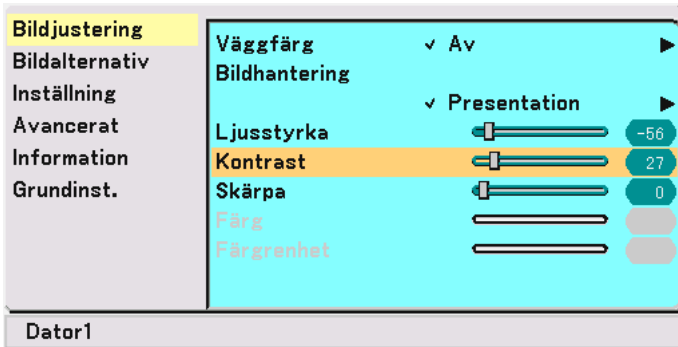 Bildjustering
Bildalternativ
Inställning
Avancerat
Information
Grundinst.
Väggfärg ✓ Av ▶
Bildhantering
✓ Presentation ▶
Ljusstyrka -56
Kontrast 27
Skärpa 0
Färg
Färgrenhet
Dator1